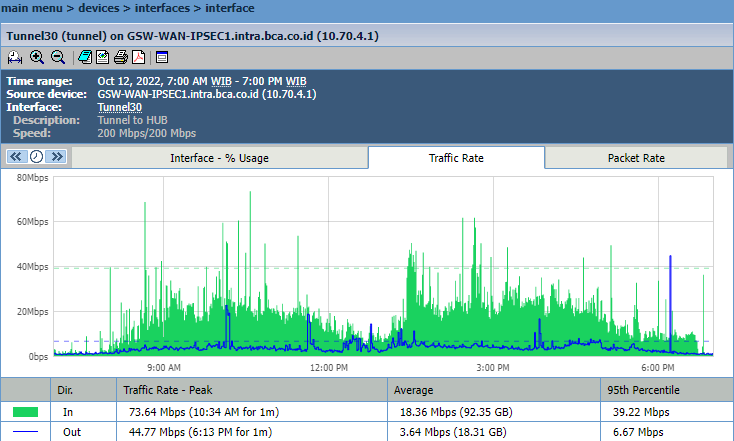 main menu > devices > interfaces > interface
Tunnel30 (tunnel) on GSW-WAN-IPSEC1.intra.bca.co.id (10.70.4.1)
Time range: Oct 12, 2022, 7:00 AM WIB - 7:00 PM WIB
Source device: GSW-WAN-IPSEC1.intra.bca.co.id (10.70.4.1)
Interface: Tunnel30
Description: Tunnel to HUB
Speed: 200 Mbps/200 Mbps
Interface - % Usage Traffic Rate Packet Rate
80Mbps
60Mbps
40Mbps
20Mbps
0bps
9:00 AM 12:00 PM 3:00 PM 6:00 PM
Dir. Traffic Rate - Peak Average 95th Percentile
In 73.64 Mbps (10:34 AM for 1m) 18.36 Mbps (92.35 GB) 39.22 Mbps
Out 44.77 Mbps (6:13 PM for 1m) 3.64 Mbps (18.31 GB) 6.67 Mbps